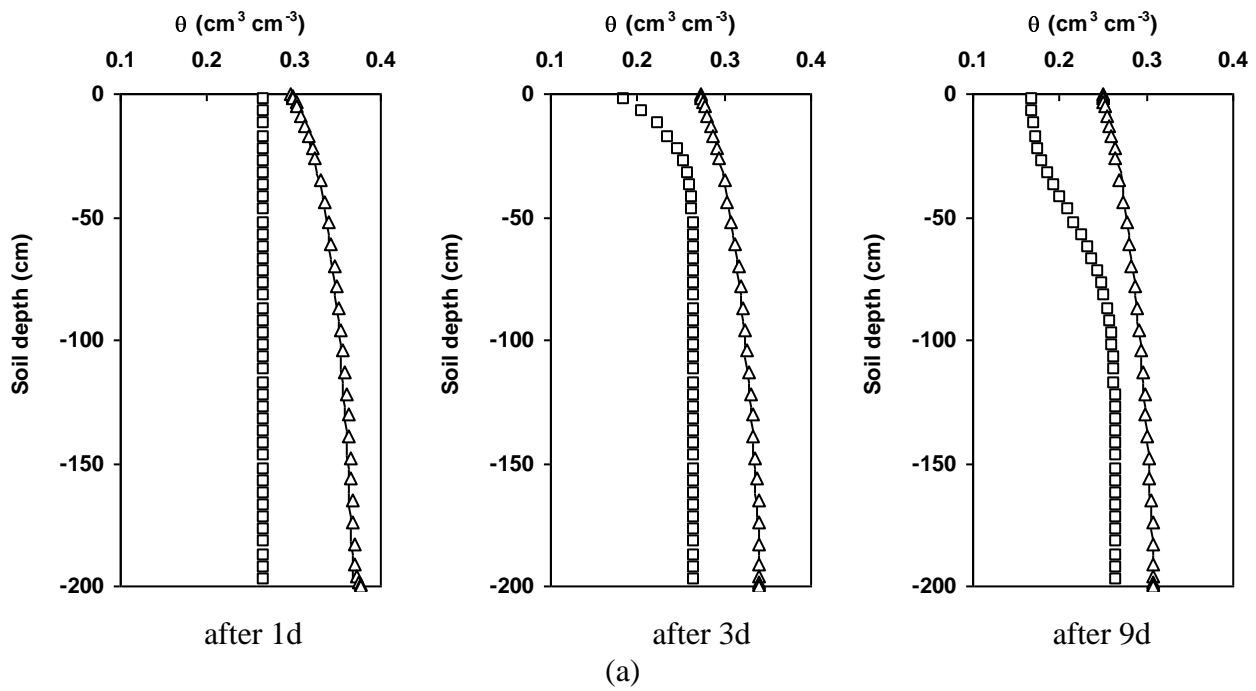 θ (cm³ cm⁻³)
0.1 0.2 0.3 0.4
0
-50
-100
-150
-200
Soil depth (cm)
after 1d
θ (cm³ cm⁻³)
0.1 0.2 0.3 0.4
0
-50
-100
-150
-200
Soil depth (cm)
after 3d
θ (cm³ cm⁻³)
0.1 0.2 0.3 0.4
0
-50
-100
-150
-200
Soil depth (cm)
after 9d
(a)